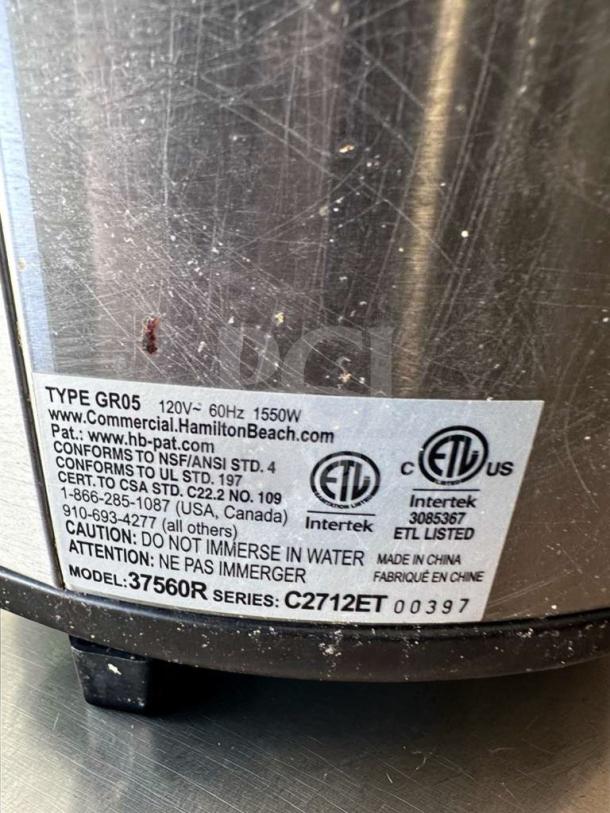 PCI
TYPE GR05 120V~ 60Hz 1550W
www.Commercial.HamiltonBeach.com
Pat.: www.hb-pat.com
CONFORMS TO NSF/ANSI STD. 4
CONFORMS TO UL STD. 197
CERT. TO CSA STD. C22.2 NO. 109
1-866-285-1087 (USA, Canada)
910-693-4277 (all others)
CAUTION: DO NOT IMMERSE IN WATER
ATTENTION: NE PAS IMMERGER
MODEL: 37560R SERIES: C2712ET 00397
ETL
Intertek
C ETL US
Intertek
3085367
ETL LISTED
MADE IN CHINA
FABRIQUÉ EN CHINE